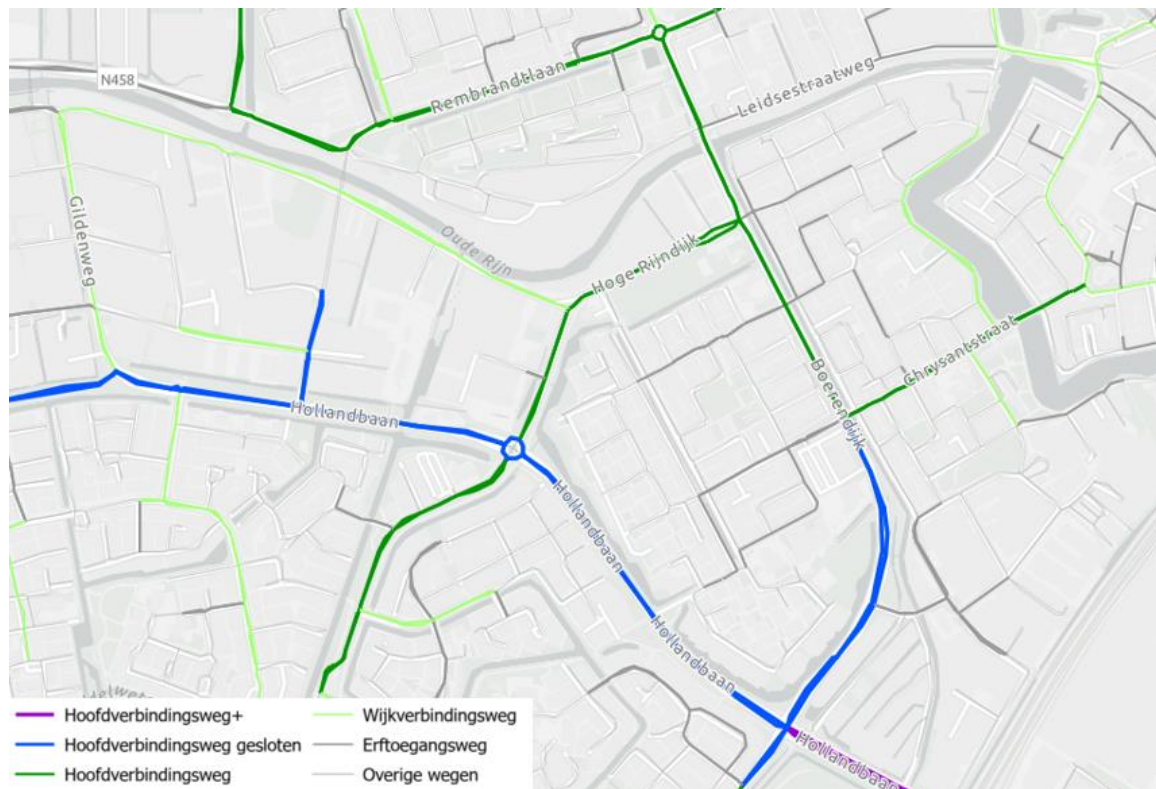 N458
Rembrandtlaan
Leidsestraatweg
Gildenweg
Oude Rijn
Hoge Rijndijk
Boerendijk
Chrysantstraat
Hollandbaan
Hollandbaan
Hollandbaan
Hollandbaan
Hoofdverbindingsweg+
Wijkverbindingsweg
Hoofdverbindingsweg gesloten
Erftoegangsweg
Hoofdverbindingsweg
Overige wegen